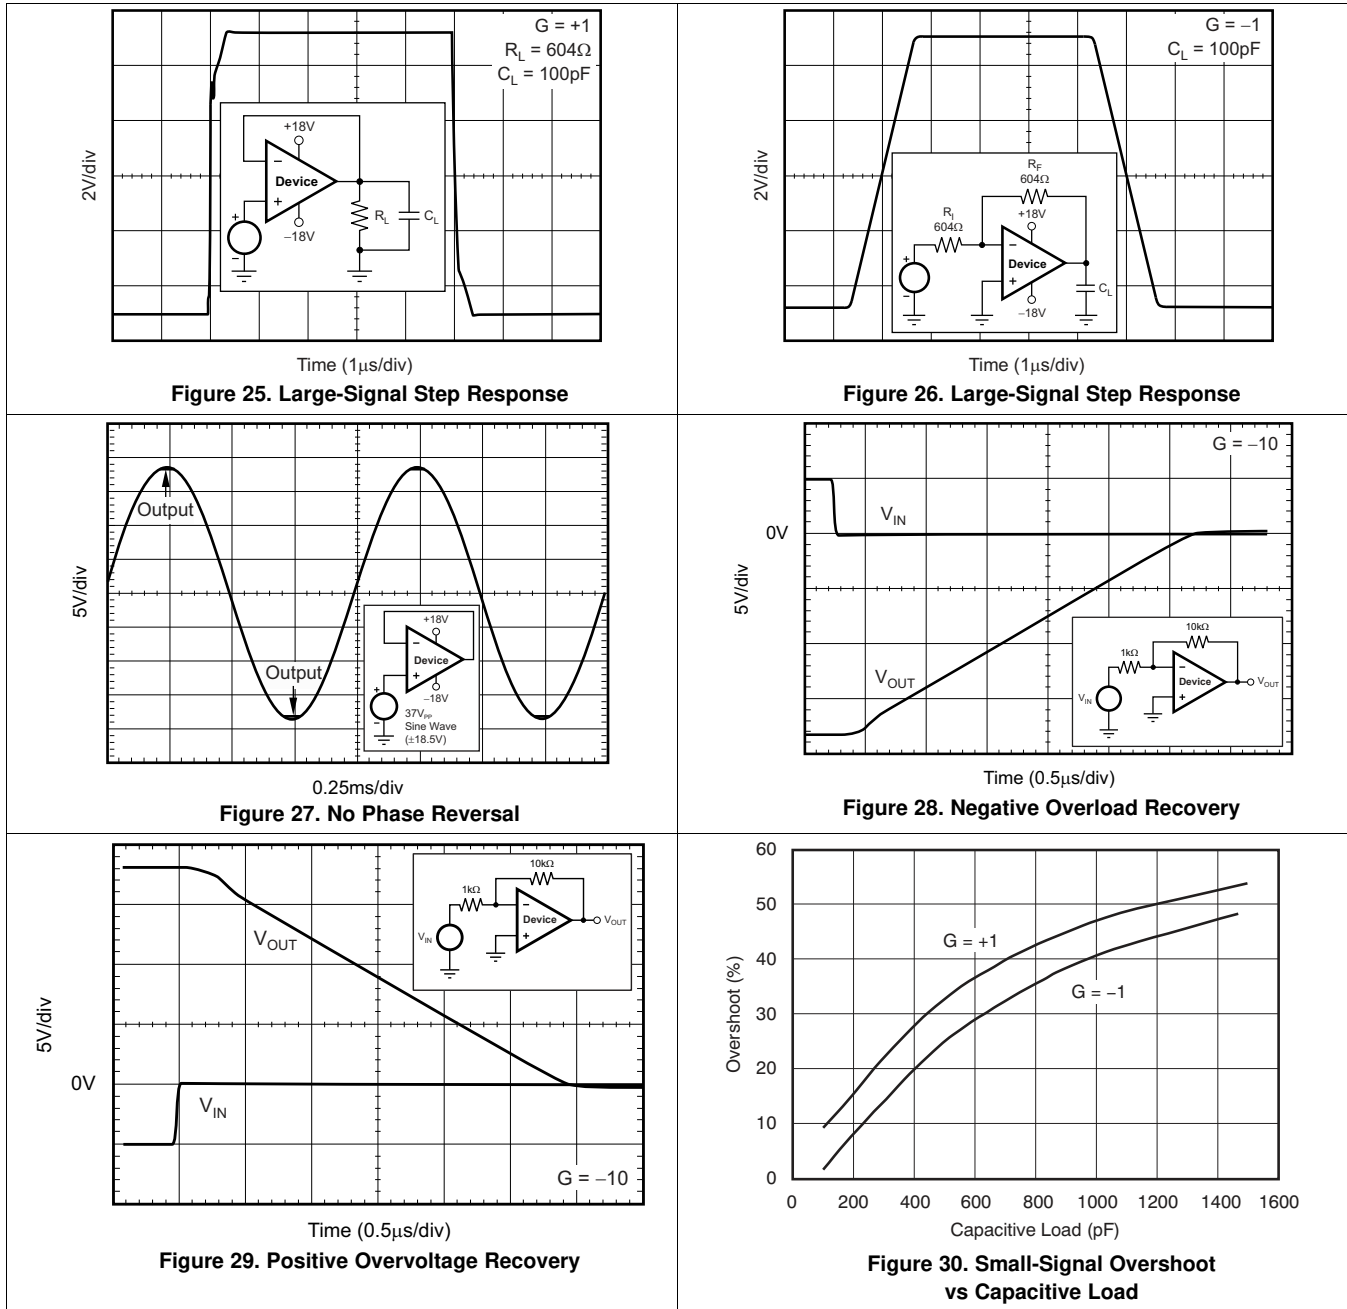 G = +1
R_L = 604Ω
C_L = 100pF
2V/div
+18V
−
Device
+
−18V
+
−
R_L
C_L
Time (1μs/div)
Figure 25. Large-Signal Step Response
G = −1
C_L = 100pF
2V/div
R_F
604Ω
R_I
604Ω
+18V
−
Device
+
−18V
+
−
C_L
Time (1μs/div)
Figure 26. Large-Signal Step Response
5V/div
Output
Output
+18V
−
Device
+
−18V
+
−
37V_PP
Sine Wave
(±18.5V)
0.25ms/div
Figure 27. No Phase Reversal
G = −10
V_IN
0V
5V/div
V_OUT
10kΩ
1kΩ
−
Device
+
V_OUT
V_IN
Time (0.5μs/div)
Figure 28. Negative Overload Recovery
V_OUT
5V/div
0V
V_IN
10kΩ
1kΩ
−
Device
+
V_OUT
V_IN
G = −10
Time (0.5μs/div)
Figure 29. Positive Overvoltage Recovery
60
50
40
30
20
10
0
Overshoot (%)
G = +1
G = −1
0 200 400 600 800 1000 1200 1400 1600
Capacitive Load (pF)
Figure 30. Small-Signal Overshoot
vs Capacitive Load